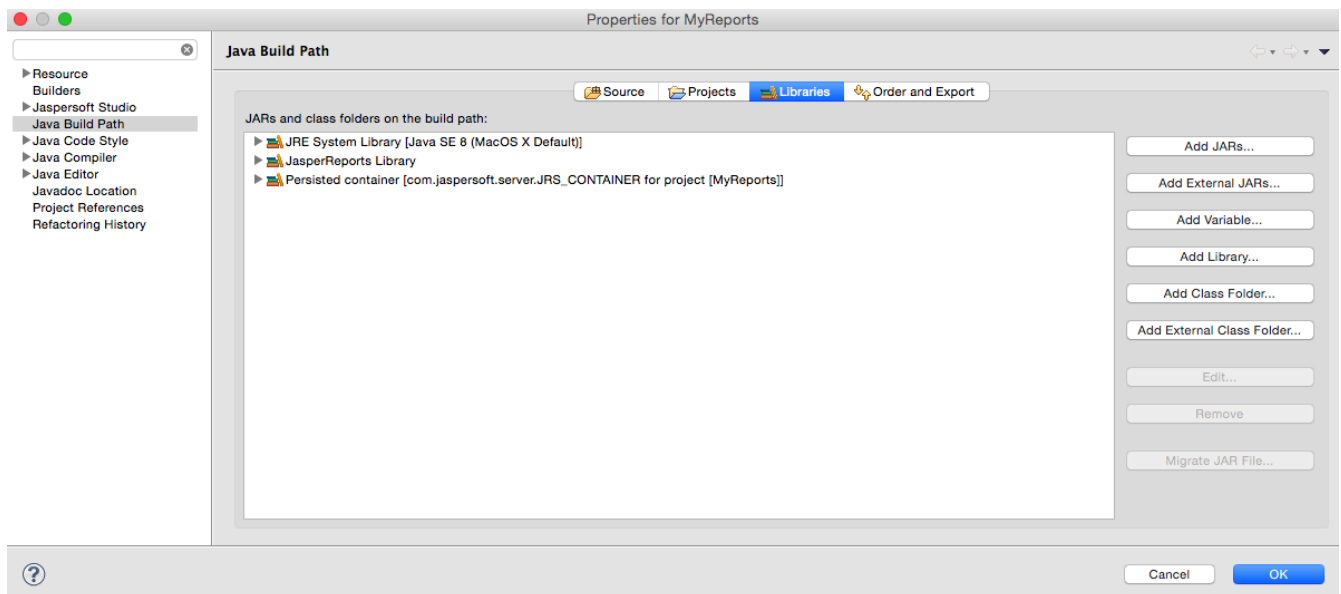 Properties for MyReports
Java Build Path
Resource
Builders
Jaspersoft Studio
Java Build Path
Java Code Style
Java Compiler
Java Editor
Javadoc Location
Project References
Refactoring History
Source Projects Libraries Order and Export
JARs and class folders on the build path:
JRE System Library [Java SE 8 (MacOS X Default)]
JasperReports Library
Persisted container [com.jaspersoft.server.JRS_CONTAINER for project [MyReports]]
Add JARs...
Add External JARs...
Add Variable...
Add Library...
Add Class Folder...
Add External Class Folder...
Edit...
Remove
Migrate JAR File...
?
Cancel OK